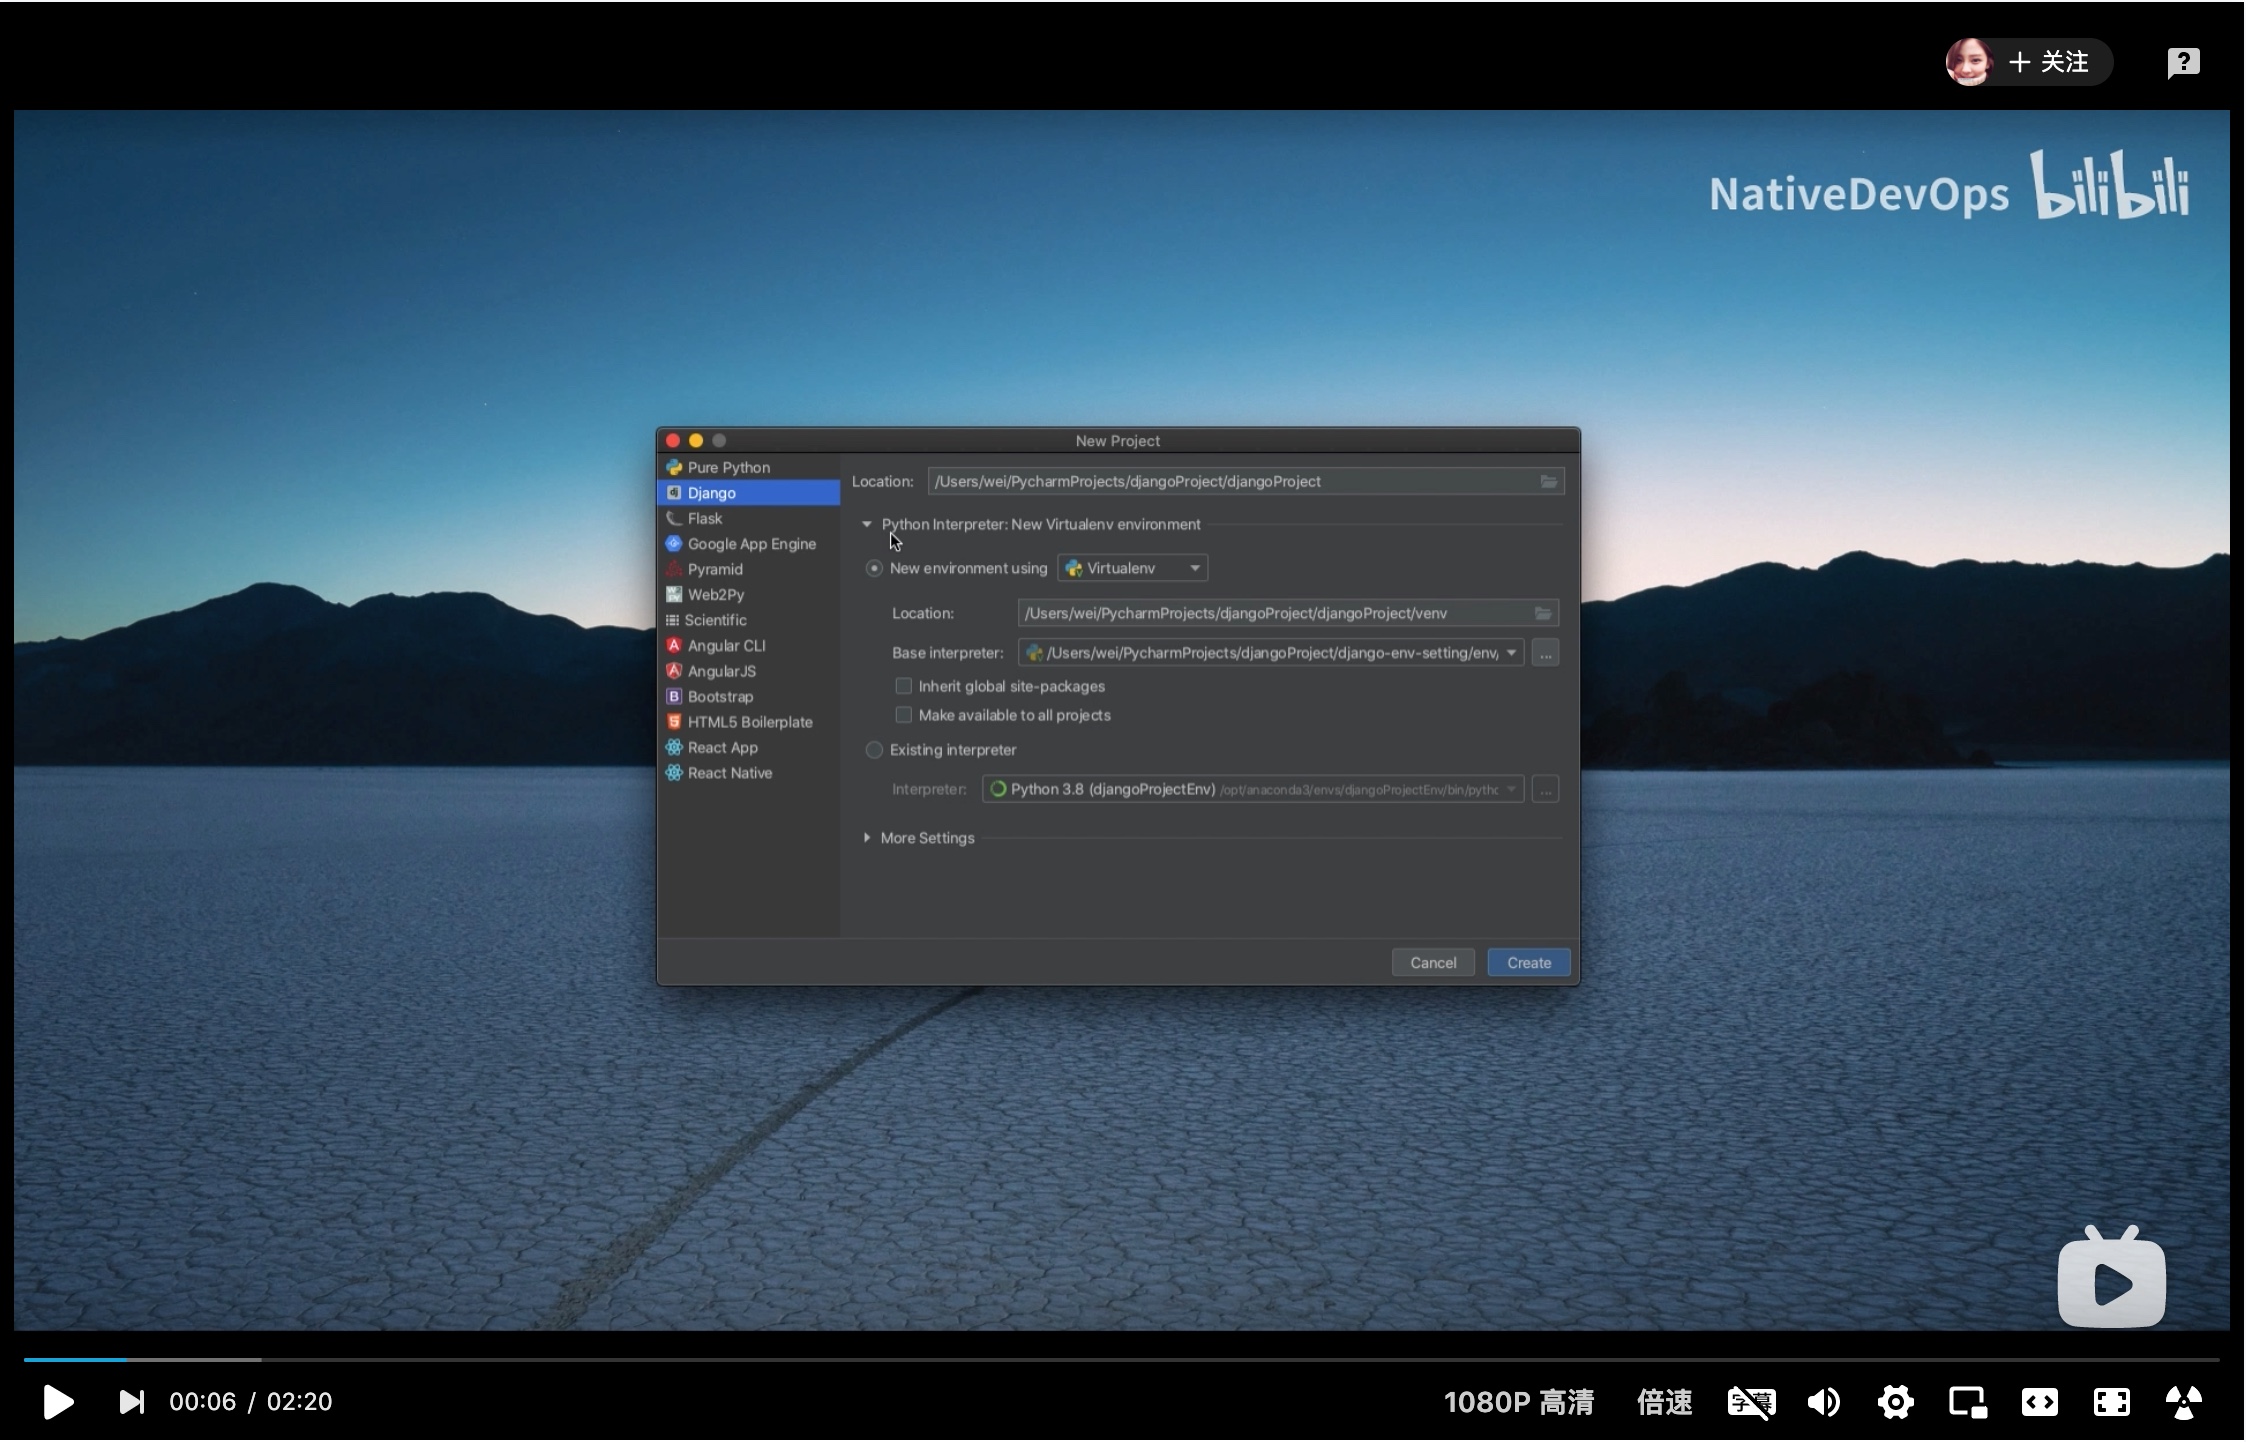 + 关注
?
NativeDevOps bilibili
New Project
Pure Python
Django
Flask
Google App Engine
Pyramid
Web2Py
Scientific
Angular CLI
AngularJS
Bootstrap
HTML5 Boilerplate
React App
React Native
Location: /Users/wei/PycharmProjects/djangoProject/djangoProject
Python Interpreter: New Virtualenv environment
New environment using Virtualenv
Location: /Users/wei/PycharmProjects/djangoProject/djangoProject/venv
Base interpreter: /Users/wei/PycharmProjects/djangoProject/django-env-setting/env/ ...
Inherit global site-packages
Make available to all projects
Existing interpreter
Interpreter: Python 3.8 (djangoProjectEnv) /opt/anaconda3/envs/djangoProjectEnv/bin/pythc ...
More Settings
Cancel Create
00:06 / 02:20 1080P 高清 倍速 字幕